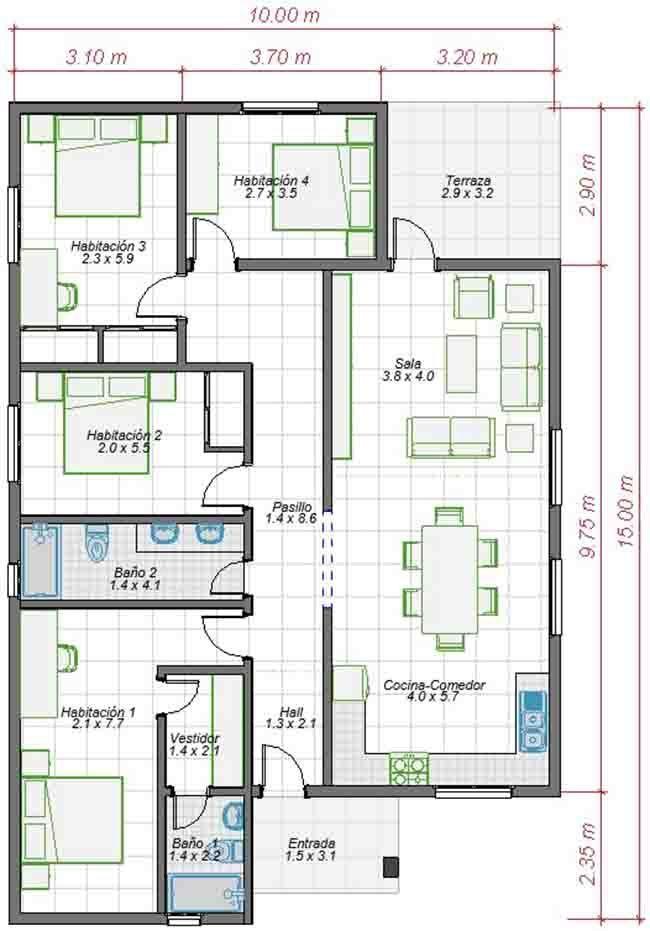 10.00 m
3.10 m
3.70 m
3.20 m
Habitación 4
2.7 x 3.5
Terraza
2.9 x 3.2
2.90 m
Habitación 3
2.3 x 5.9
Sala
3.8 x 4.0
Habitación 2
2.0 x 5.5
Pasillo
1.4 x 8.6
9.75 m
15.00 m
Baño 2
1.4 x 4.1
Cocina-Comedor
4.0 x 5.7
Habitación 1
2.1 x 7.7
Hall
1.3 x 2.1
Vestidor
1.4 x 2.1
Baño 1
1.4 x 2.2
Entrada
1.5 x 3.1
2.35 m